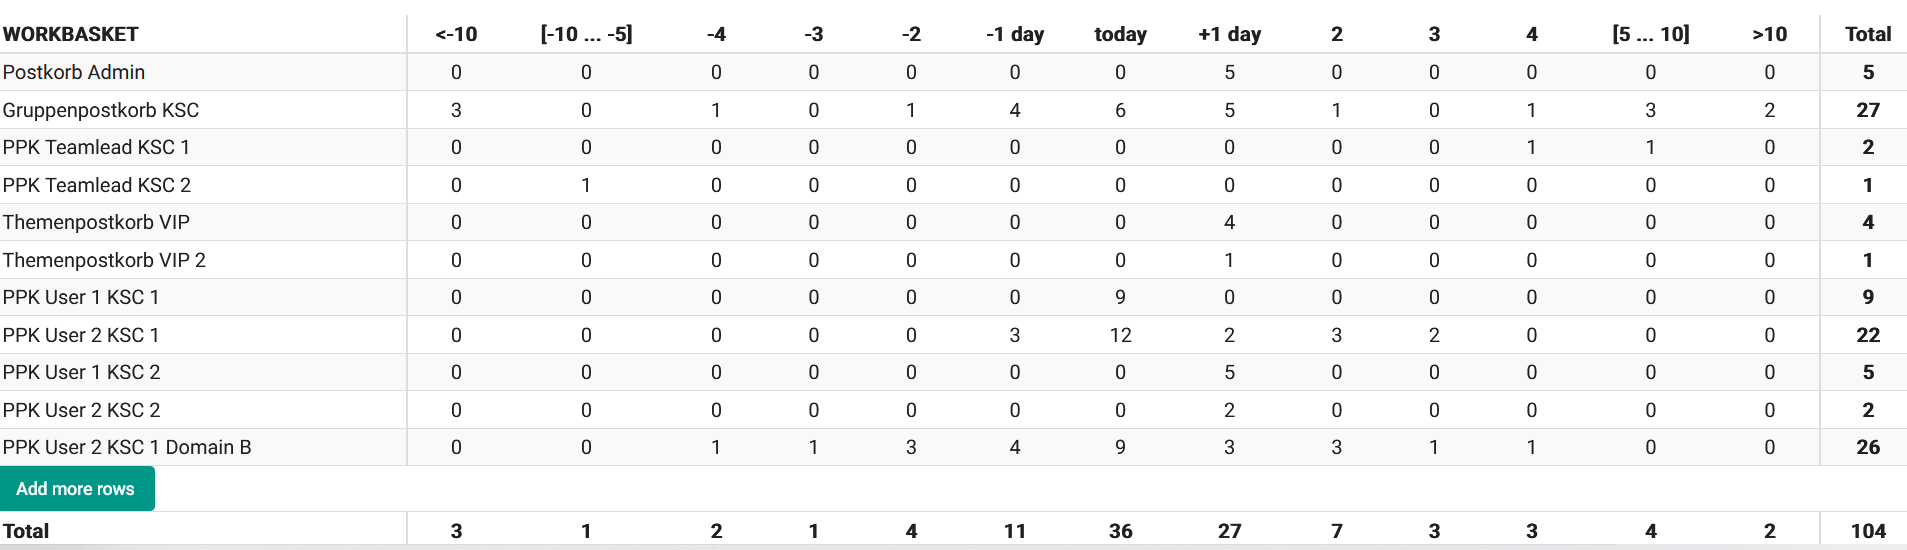 WORKBASKET <-10 [-10 ... -5] -4 -3 -2 -1 day today +1 day 2 3 4 [5 ... 10] >10 Total
Postkorb Admin 0 0 0 0 0 0 0 5 0 0 0 0 0 5
Gruppenpostkorb KSC 3 0 1 0 1 4 6 5 1 0 1 3 2 27
PPK Teamlead KSC 1 0 0 0 0 0 0 0 0 0 0 1 1 0 2
PPK Teamlead KSC 2 0 1 0 0 0 0 0 0 0 0 0 0 0 1
Themenpostkorb VIP 0 0 0 0 0 0 0 4 0 0 0 0 0 4
Themenpostkorb VIP 2 0 0 0 0 0 0 0 1 0 0 0 0 0 1
PPK User 1 KSC 1 0 0 0 0 0 0 9 0 0 0 0 0 0 9
PPK User 2 KSC 1 0 0 0 0 0 3 12 2 3 2 0 0 0 22
PPK User 1 KSC 2 0 0 0 0 0 0 0 5 0 0 0 0 0 5
PPK User 2 KSC 2 0 0 0 0 0 0 0 2 0 0 0 0 0 2
PPK User 2 KSC 1 Domain B 0 0 1 1 3 4 9 3 3 1 1 0 0 26
Add more rows
Total 3 1 2 1 4 11 36 27 7 3 3 4 2 104